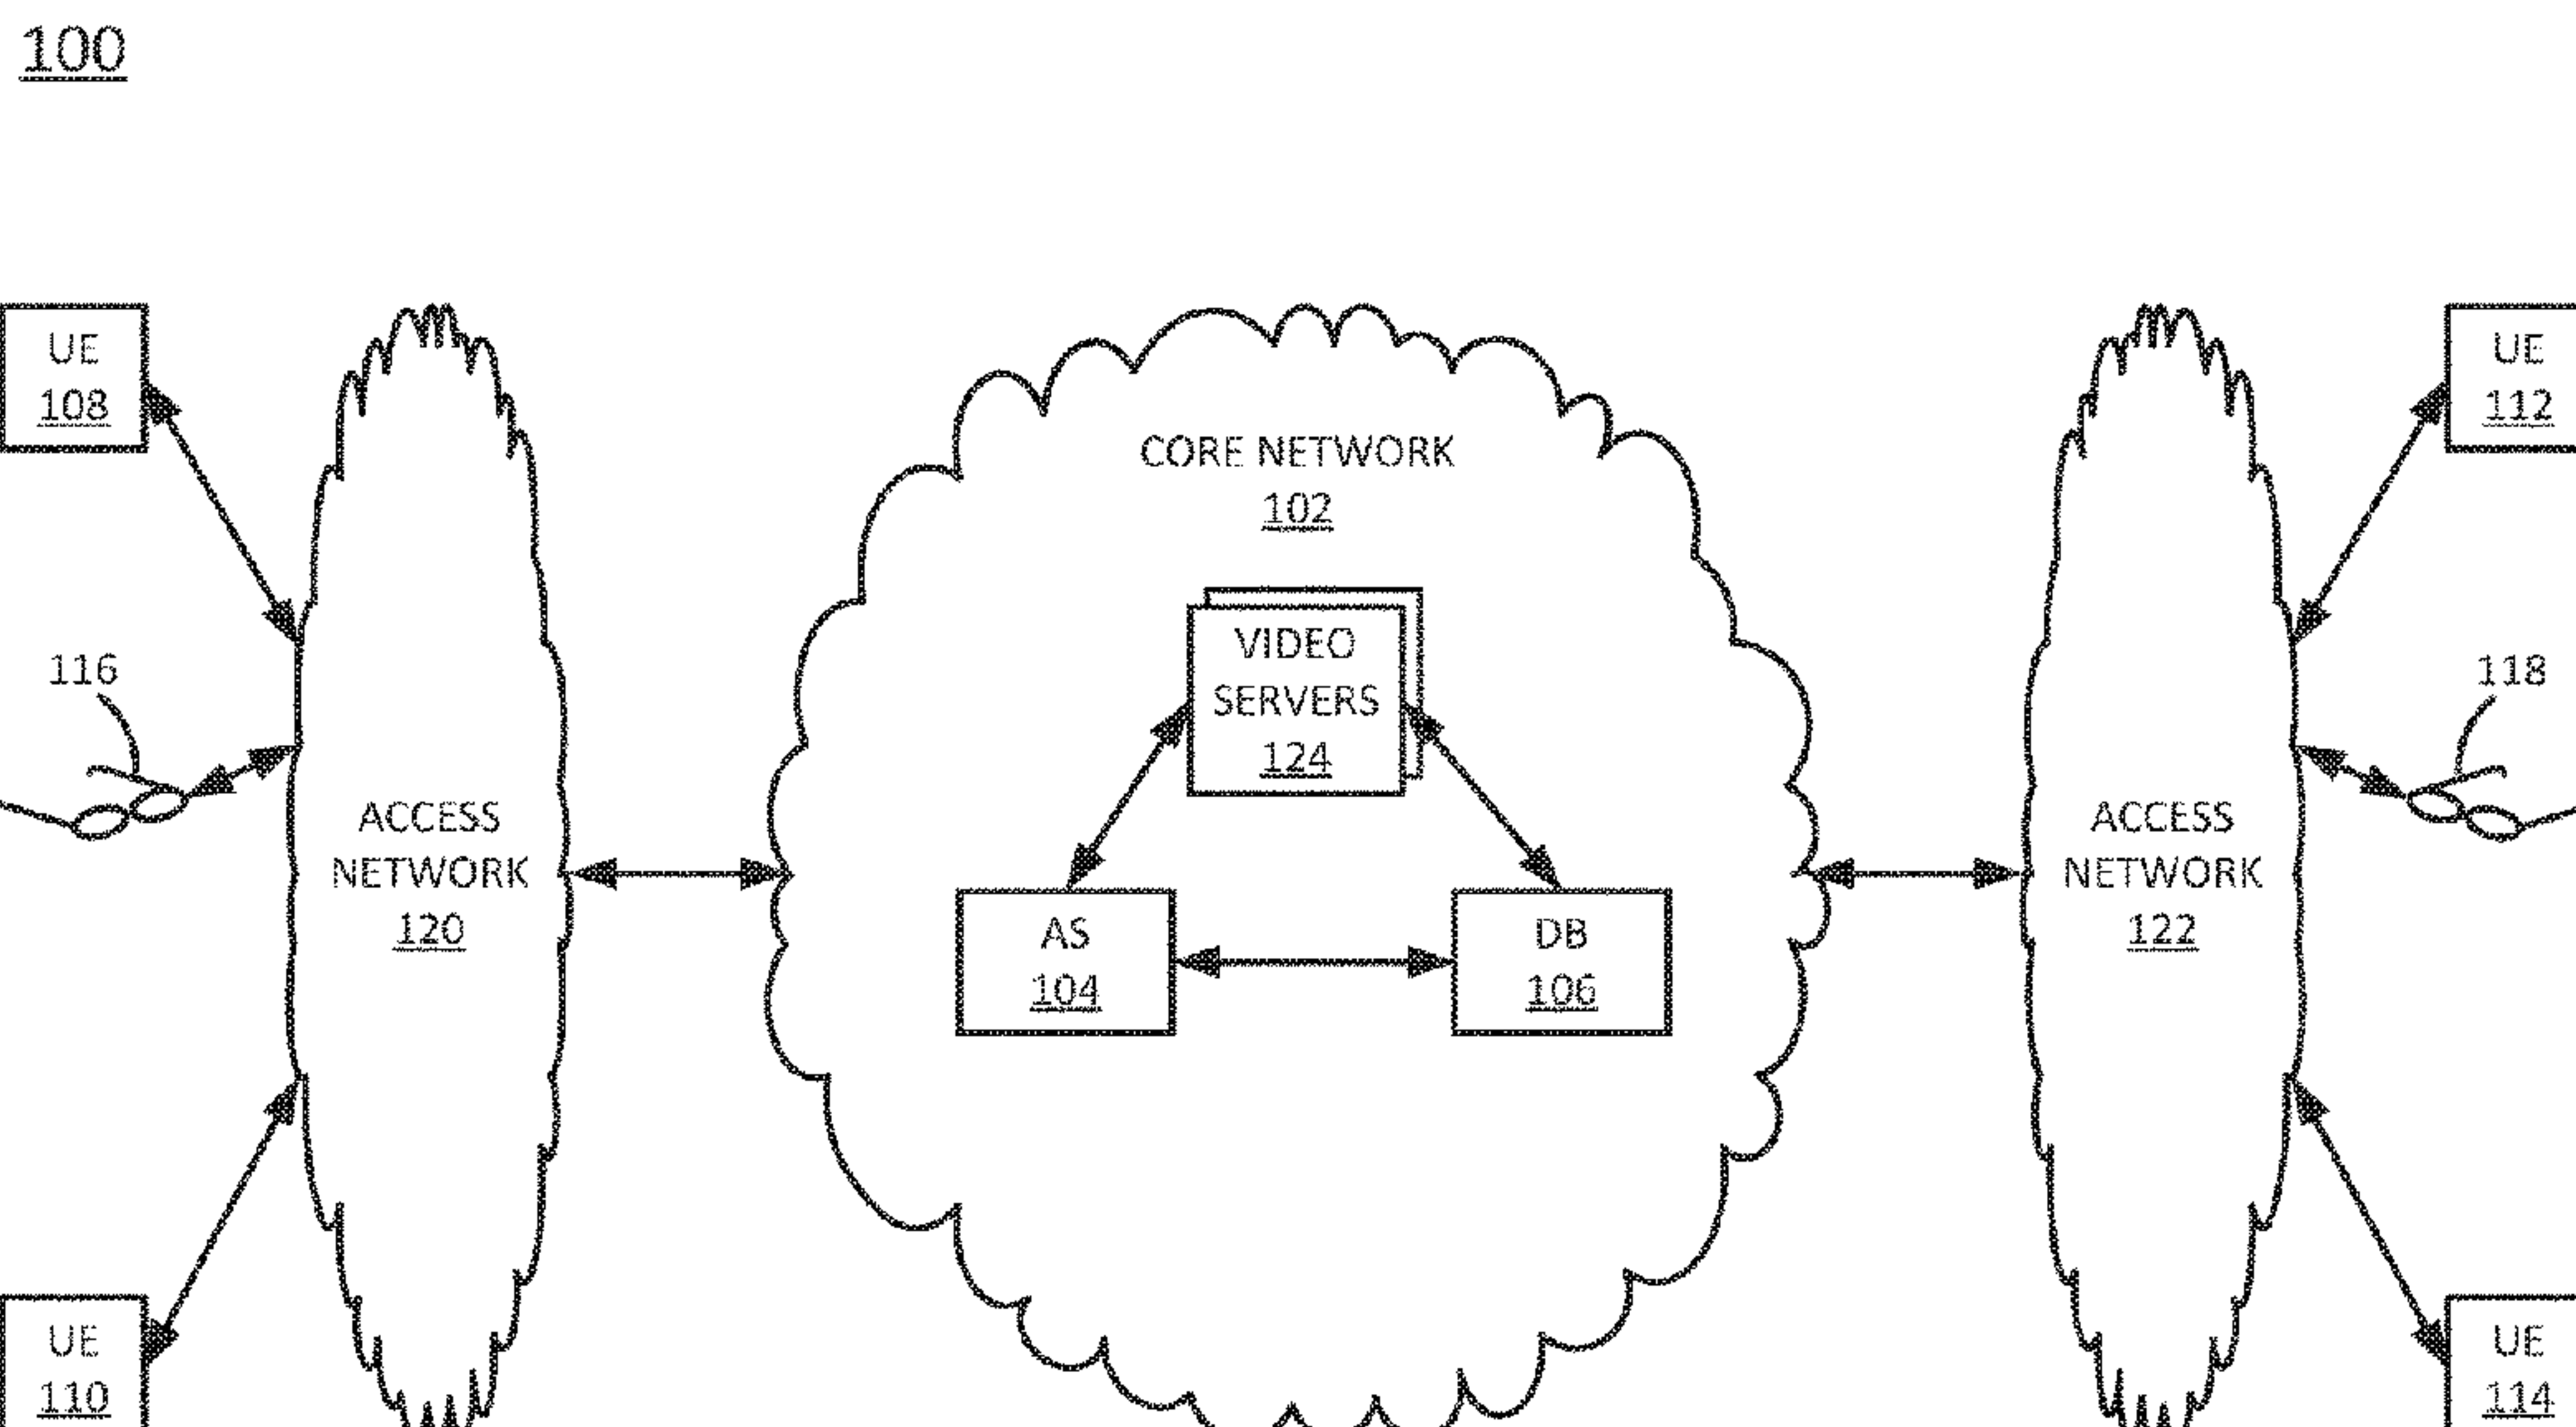 100
UE
108
116
UE
110
ACCESS
NETWORK
120
CORE NETWORK
102
VIDEO
SERVERS
124
AS
104
DB
106
ACCESS
NETWORK
122
UE
112
118
UE
114